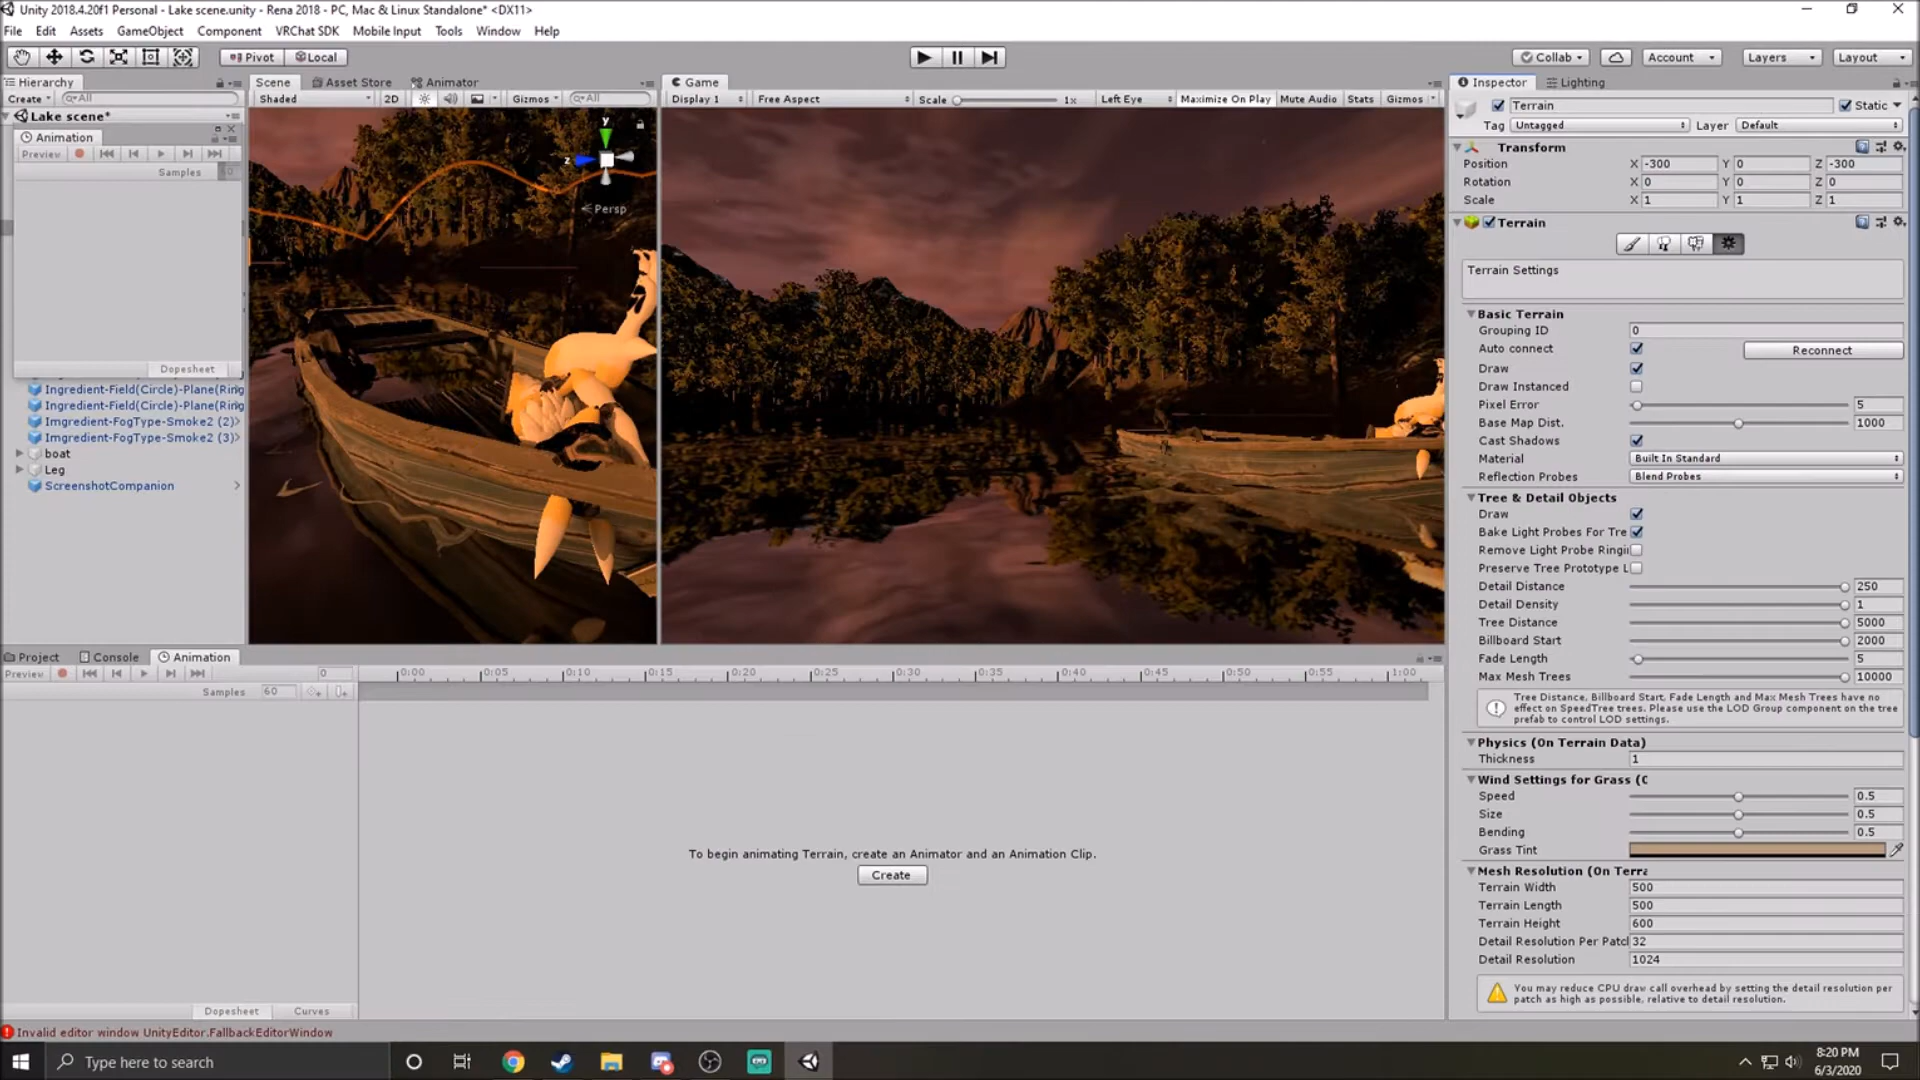 Unity 2018.4.20f1 Personal - Lake scene.unity - Rena 2018 - PC, Mac & Linux Standalone* <DX11>
File Edit Assets GameObject Component VRChat SDK Mobile Input Tools Window Help
Pivot Local Collab Account Layers Layout
Hierarchy Scene Asset Store Animator Game Inspector Lighting
Create All Shaded 2D Gizmos All Display 1 Free Aspect Scale 1x Left Eye Maximize On Play Mute Audio Stats Gizmos
Lake scene*
Animation
Preview
Samples
Dopesheet
Ingredient-Field(Circle)-Plane(Ring
Ingredient-Field(Circle)-Plane(Ring
Imgredient-FogType-Smoke2 (2)
Imgredient-FogType-Smoke2 (3)
boat
Leg
ScreenshotCompanion
y
z
Persp
Terrain Static
Tag Untagged Layer Default
Transform
Position X -300 Y 0 Z -300
Rotation X 0 Y 0 Z 0
Scale X 1 Y 1 Z 1
Terrain
Terrain Settings
Basic Terrain
Grouping ID 0
Auto connect Reconnect
Draw
Draw Instanced
Pixel Error 5
Base Map Dist. 1000
Cast Shadows
Material Built In Standard
Reflection Probes Blend Probes
Tree & Detail Objects
Draw
Bake Light Probes For Tre
Remove Light Probe Ringi
Preserve Tree Prototype L
Detail Distance 250
Detail Density 1
Tree Distance 5000
Billboard Start 2000
Fade Length 5
Max Mesh Trees 10000
Tree Distance, Billboard Start, Fade Length and Max Mesh Trees have no
effect on SpeedTree trees. Please use the LOD Group component on the tree
prefab to control LOD settings.
Physics (On Terrain Data)
Thickness 1
Wind Settings for Grass (C
Speed 0.5
Size 0.5
Bending 0.5
Grass Tint
Mesh Resolution (On Terra
Terrain Width 500
Terrain Length 500
Terrain Height 600
Detail Resolution Per Patcl 32
Detail Resolution 1024
You may reduce CPU draw call overhead by setting the detail resolution per
patch as high as possible, relative to detail resolution.
Project Console Animation
Preview 0 0:00 0:05 0:10 0:15 0:20 0:25 0:30 0:35 0:40 0:45 0:50 0:55 1:00
Samples 60
To begin animating Terrain, create an Animator and an Animation Clip.
Create
Dopesheet Curves
Invalid editor window UnityEditor.FallbackEditorWindow
Type here to search
8:20 PM
6/3/2020